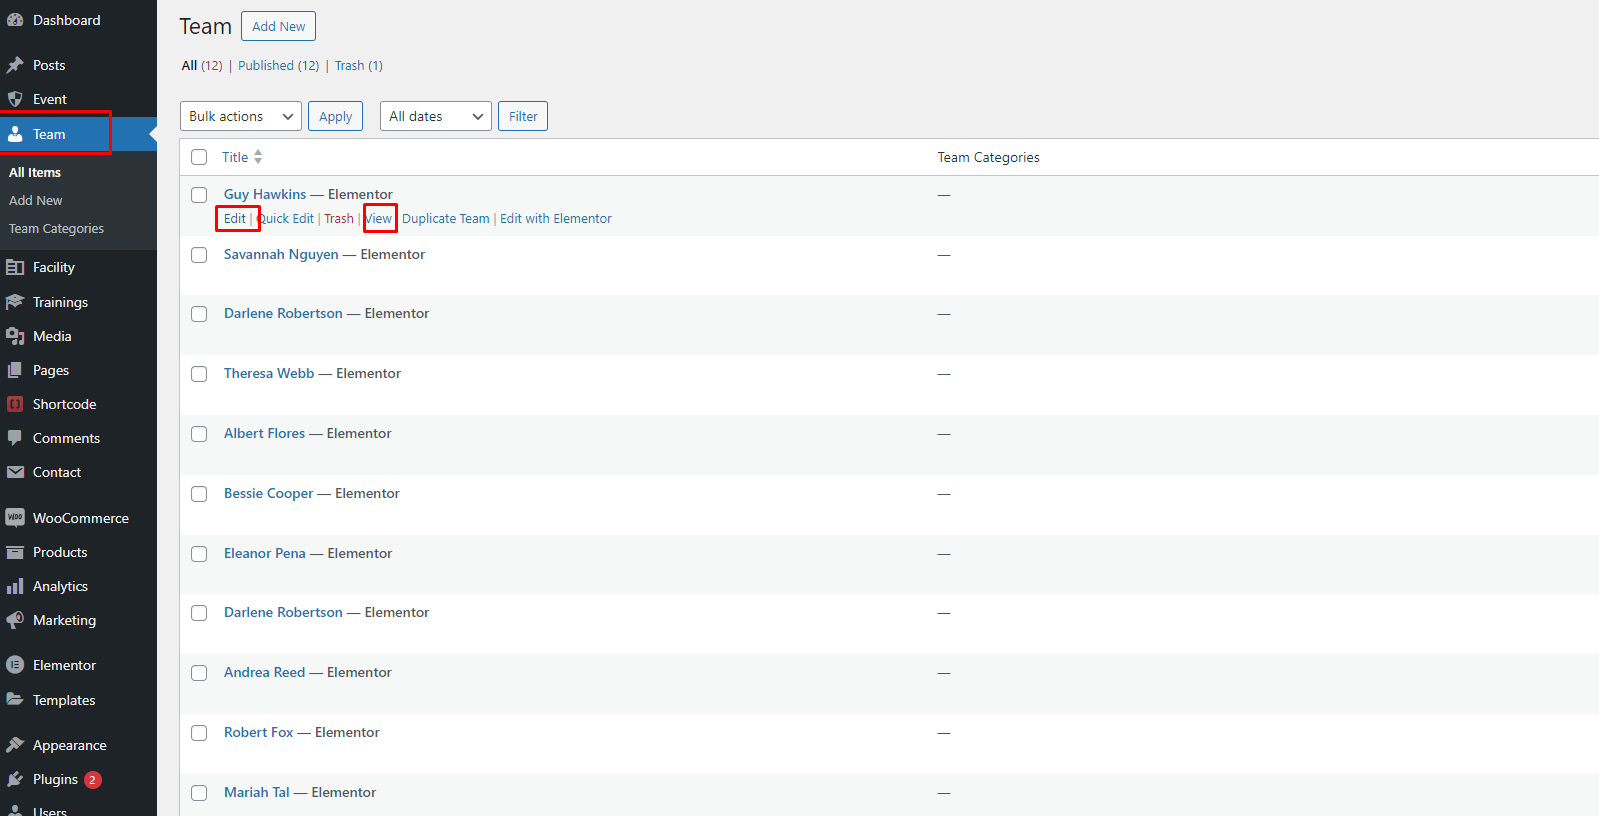 Dashboard
Posts
Event
Team
All Items
Add New
Team Categories
Facility
Trainings
Media
Pages
Shortcode
Comments
Contact
WooCommerce
Products
Analytics
Marketing
Elementor
Templates
Appearance
Plugins 2
Users
Team Add New
All (12) | Published (12) | Trash (1)
Bulk actions Apply All dates Filter
Title Team Categories
Guy Hawkins — Elementor —
Edit | Quick Edit | Trash | View | Duplicate Team | Edit with Elementor
Savannah Nguyen — Elementor —
Darlene Robertson — Elementor —
Theresa Webb — Elementor —
Albert Flores — Elementor —
Bessie Cooper — Elementor —
Eleanor Pena — Elementor —
Darlene Robertson — Elementor —
Andrea Reed — Elementor —
Robert Fox — Elementor —
Mariah Tal — Elementor —